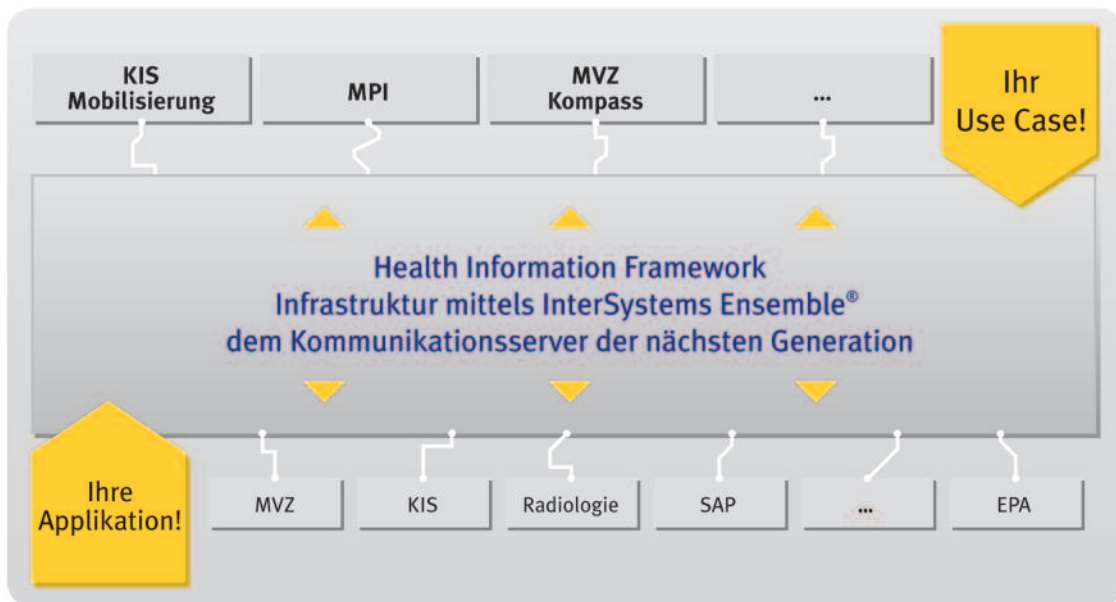 KIS
Mobilisierung
MPI
MVZ
Kompass
...
Ihr
Use Case!
Health Information Framework
Infrastruktur mittels InterSystems Ensemble®
dem Kommunikationsserver der nächsten Generation
Ihre
Applikation!
MVZ
KIS
Radiologie
SAP
...
EPA